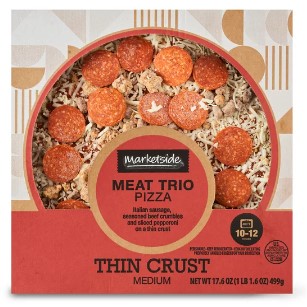 Marketside
MEAT TRIO
PIZZA
Italian sausage,
seasoned beef crumbles
and sliced pepperoni
on a thin crust
10-12
THIN CRUST
MEDIUM
NET WT 17.6 OZ (1 LB 1.6 OZ) 499g